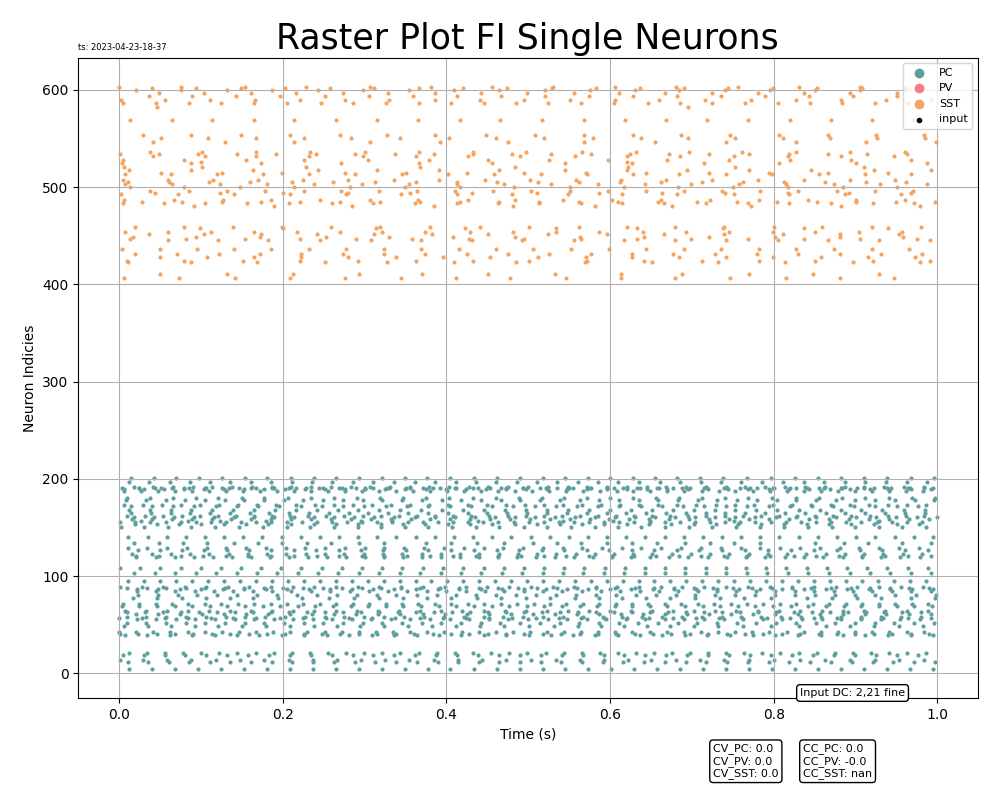 Raster Plot FI Single Neurons
ts: 2023-04-23-18-37
PC
PV
SST
input
600
500
400
300
200
100
0
Neuron Indicies
0.0 0.2 0.4 0.6 0.8 1.0
Time (s)
Input DC: 2,21 fine
CV_PC: 0.0
CV_PV: 0.0
CV_SST: 0.0
CC_PC: 0.0
CC_PV: -0.0
CC_SST: nan